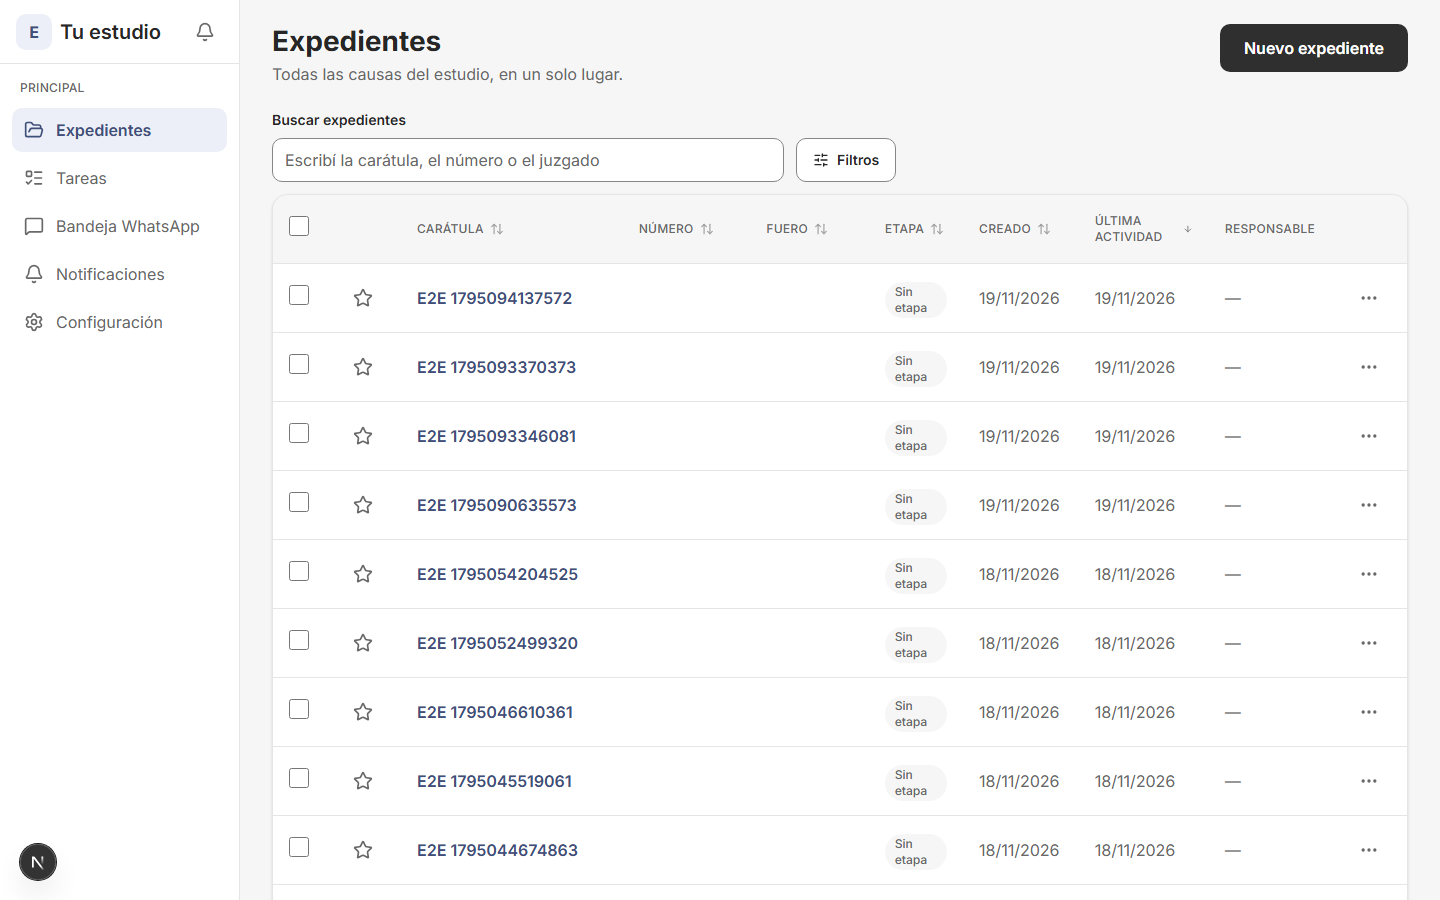 E Tu estudio
PRINCIPAL
Expedientes
Tareas
Bandeja WhatsApp
Notificaciones
Configuración
N
Expedientes
Todas las causas del estudio, en un solo lugar.
Nuevo expediente
Buscar expedientes
Escribí la carátula, el número o el juzgado
Filtros
CARÁTULA NÚMERO FUERO ETAPA CREADO ÚLTIMA ACTIVIDAD RESPONSABLE
E2E 1795094137572 Sin etapa 19/11/2026 19/11/2026 —
E2E 1795093370373 Sin etapa 19/11/2026 19/11/2026 —
E2E 1795093346081 Sin etapa 19/11/2026 19/11/2026 —
E2E 1795090635573 Sin etapa 19/11/2026 19/11/2026 —
E2E 1795054204525 Sin etapa 18/11/2026 18/11/2026 —
E2E 1795052499320 Sin etapa 18/11/2026 18/11/2026 —
E2E 1795046610361 Sin etapa 18/11/2026 18/11/2026 —
E2E 1795045519061 Sin etapa 18/11/2026 18/11/2026 —
E2E 1795044674863 Sin etapa 18/11/2026 18/11/2026 —